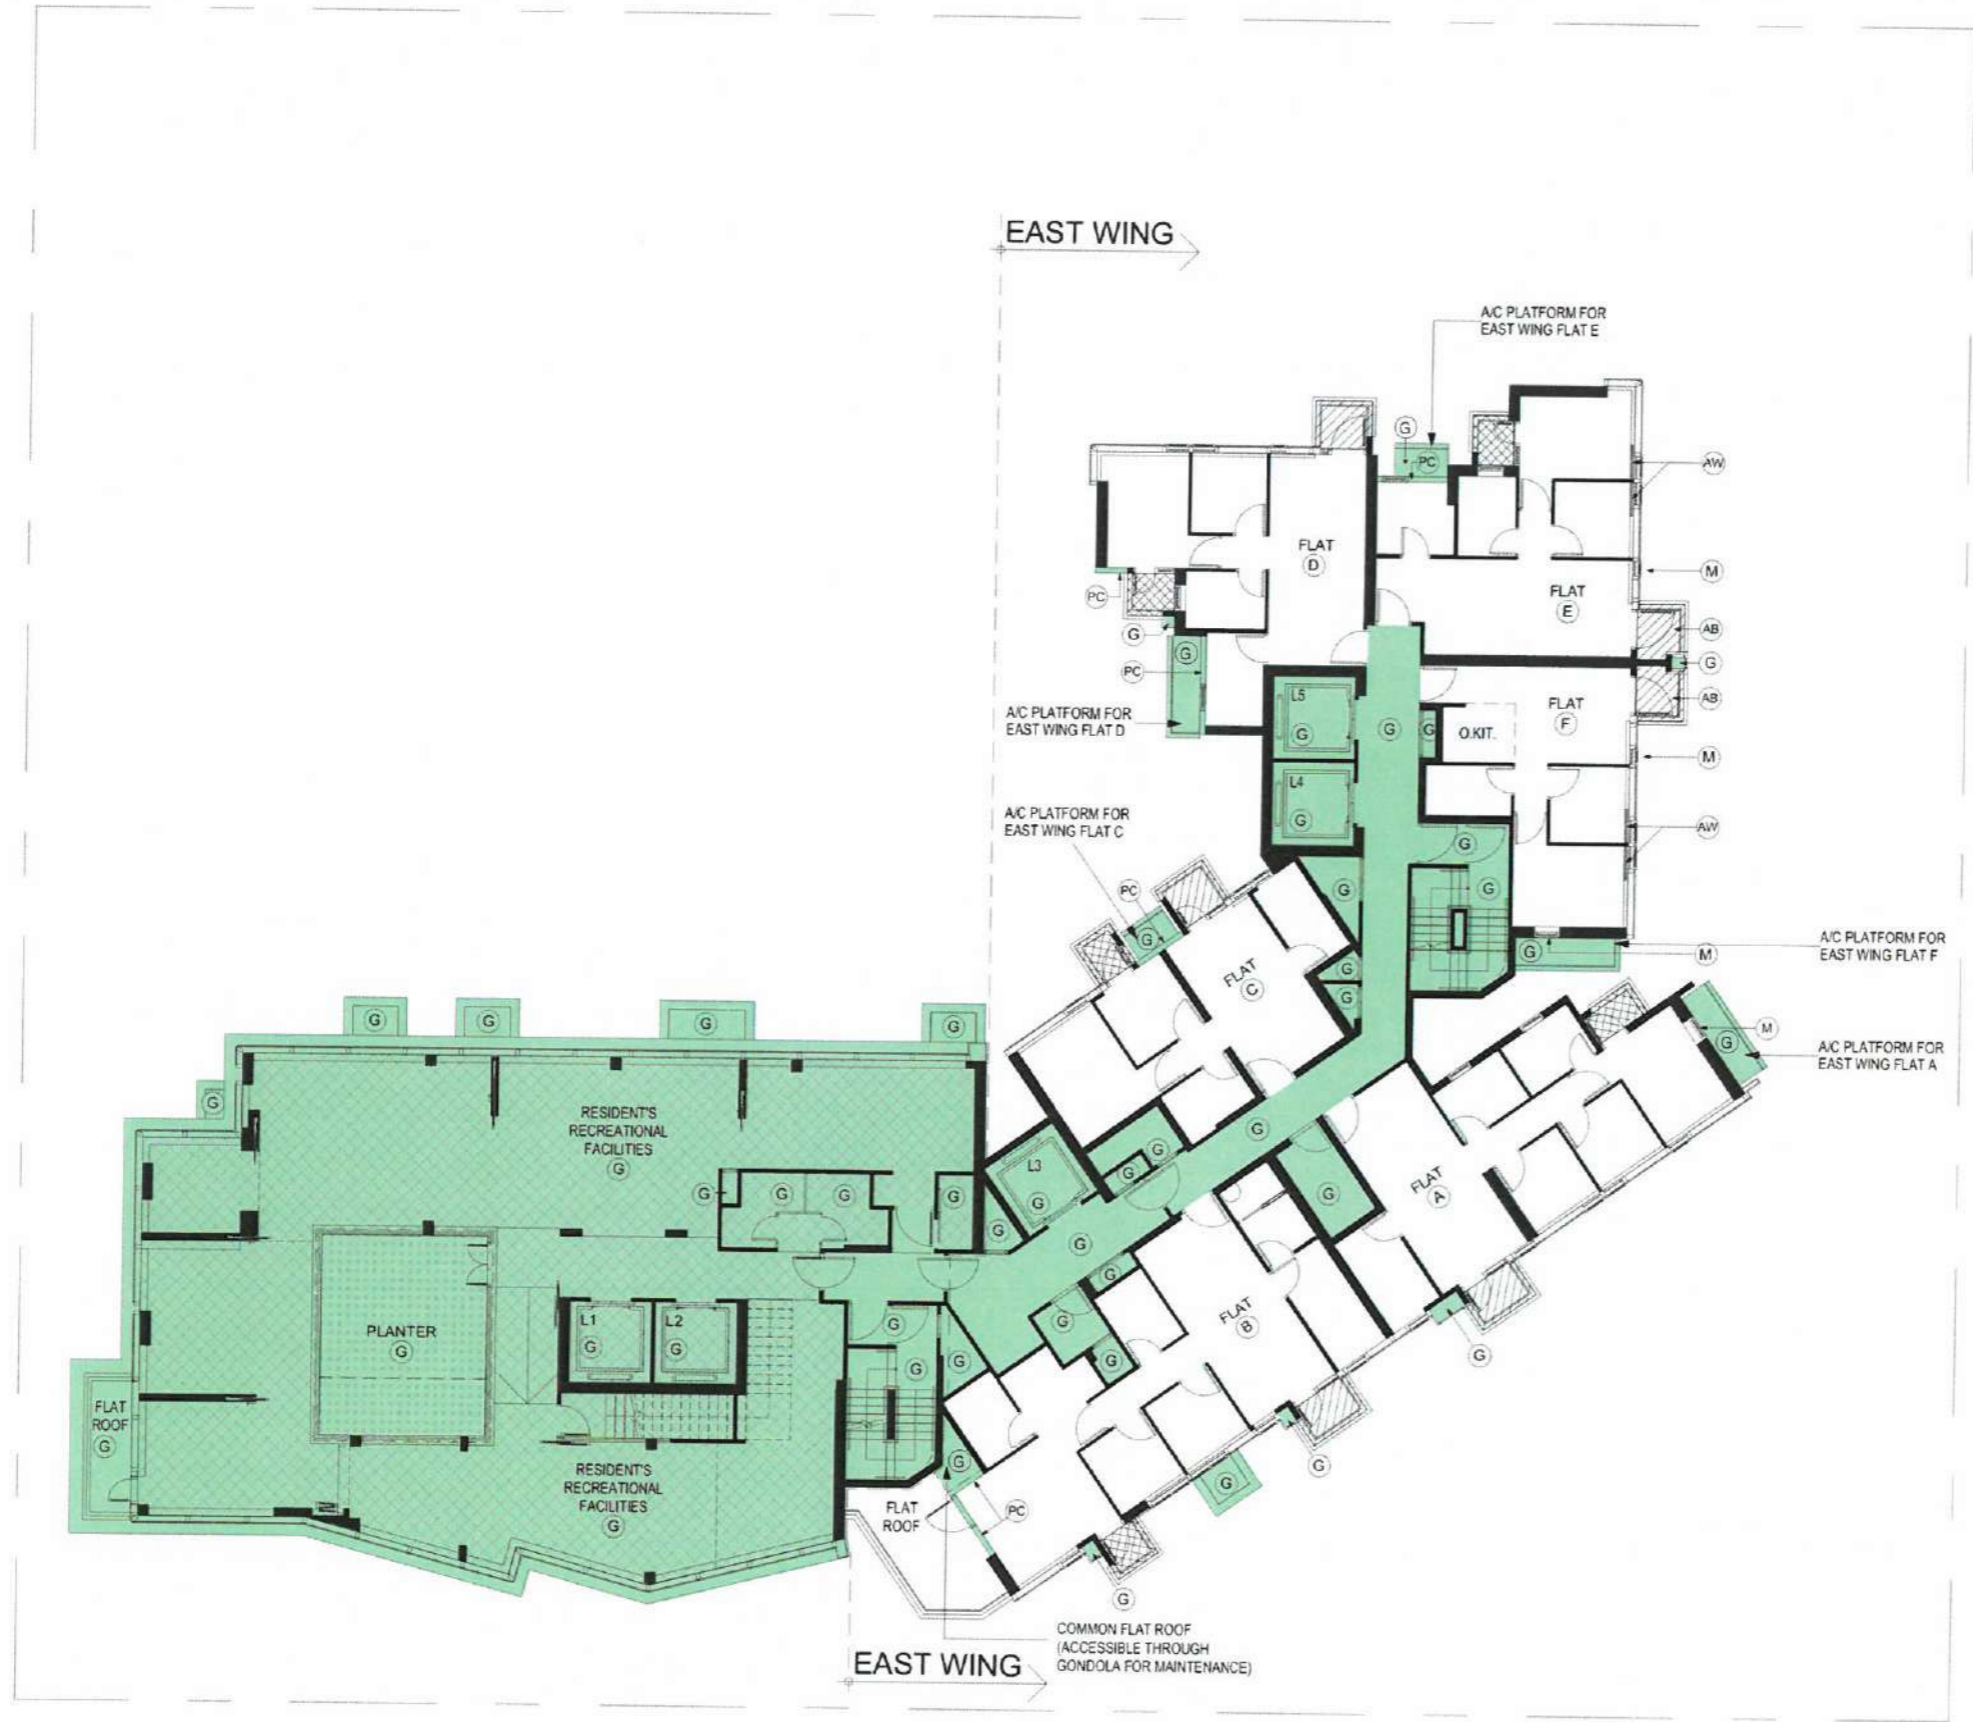 EAST WING
A/C PLATFORM FOR
EAST WING FLAT E
G
PC
AW
FLAT
D
FLAT
E
M
PC
G
G
PC
AB
G
AB
A/C PLATFORM FOR
EAST WING FLAT D
L5
G
G
G
O.KIT.
FLAT
F
M
L4
G
A/C PLATFORM FOR
EAST WING FLAT C
AW
G
PC
G
G
G
FLAT
C
G
G
G
M
A/C PLATFORM FOR
EAST WING FLAT F
M
G
A/C PLATFORM FOR
EAST WING FLAT A
G
G
G
G
G
RESIDENT'S
RECREATIONAL
FACILITIES
G
G
G
G
G
L3
G
G
G
G
G
G
G
FLAT
A
G
G
FLAT
B
PLANTER
G
L1
G
L2
G
G
G
G
G
G
G
G
FLAT
ROOF
G
RESIDENT'S
RECREATIONAL
FACILITIES
G
G
FLAT
ROOF
PC
G
G
G
COMMON FLAT ROOF
(ACCESSIBLE THROUGH
GONDOLA FOR MAINTENANCE)
EAST WING